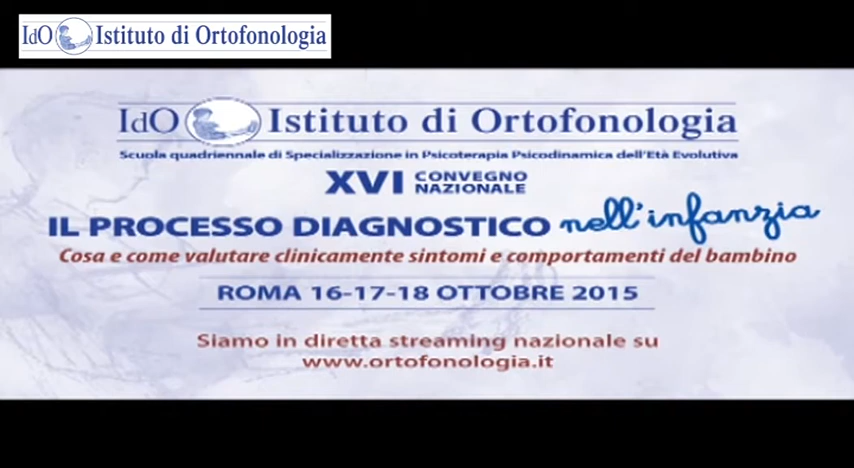 IdO Istituto di Ortofonologia
IdO Istituto di Ortofonologia
Scuola quadriennale di Specializzazione in Psicoterapia Psicodinamica dell'Età Evolutiva
XVI CONVEGNO NAZIONALE
IL PROCESSO DIAGNOSTICO nell'infanzia
Cosa e come valutare clinicamente sintomi e comportamenti del bambino
ROMA 16-17-18 OTTOBRE 2015
Siamo in diretta streaming nazionale su
www.ortofonologia.it